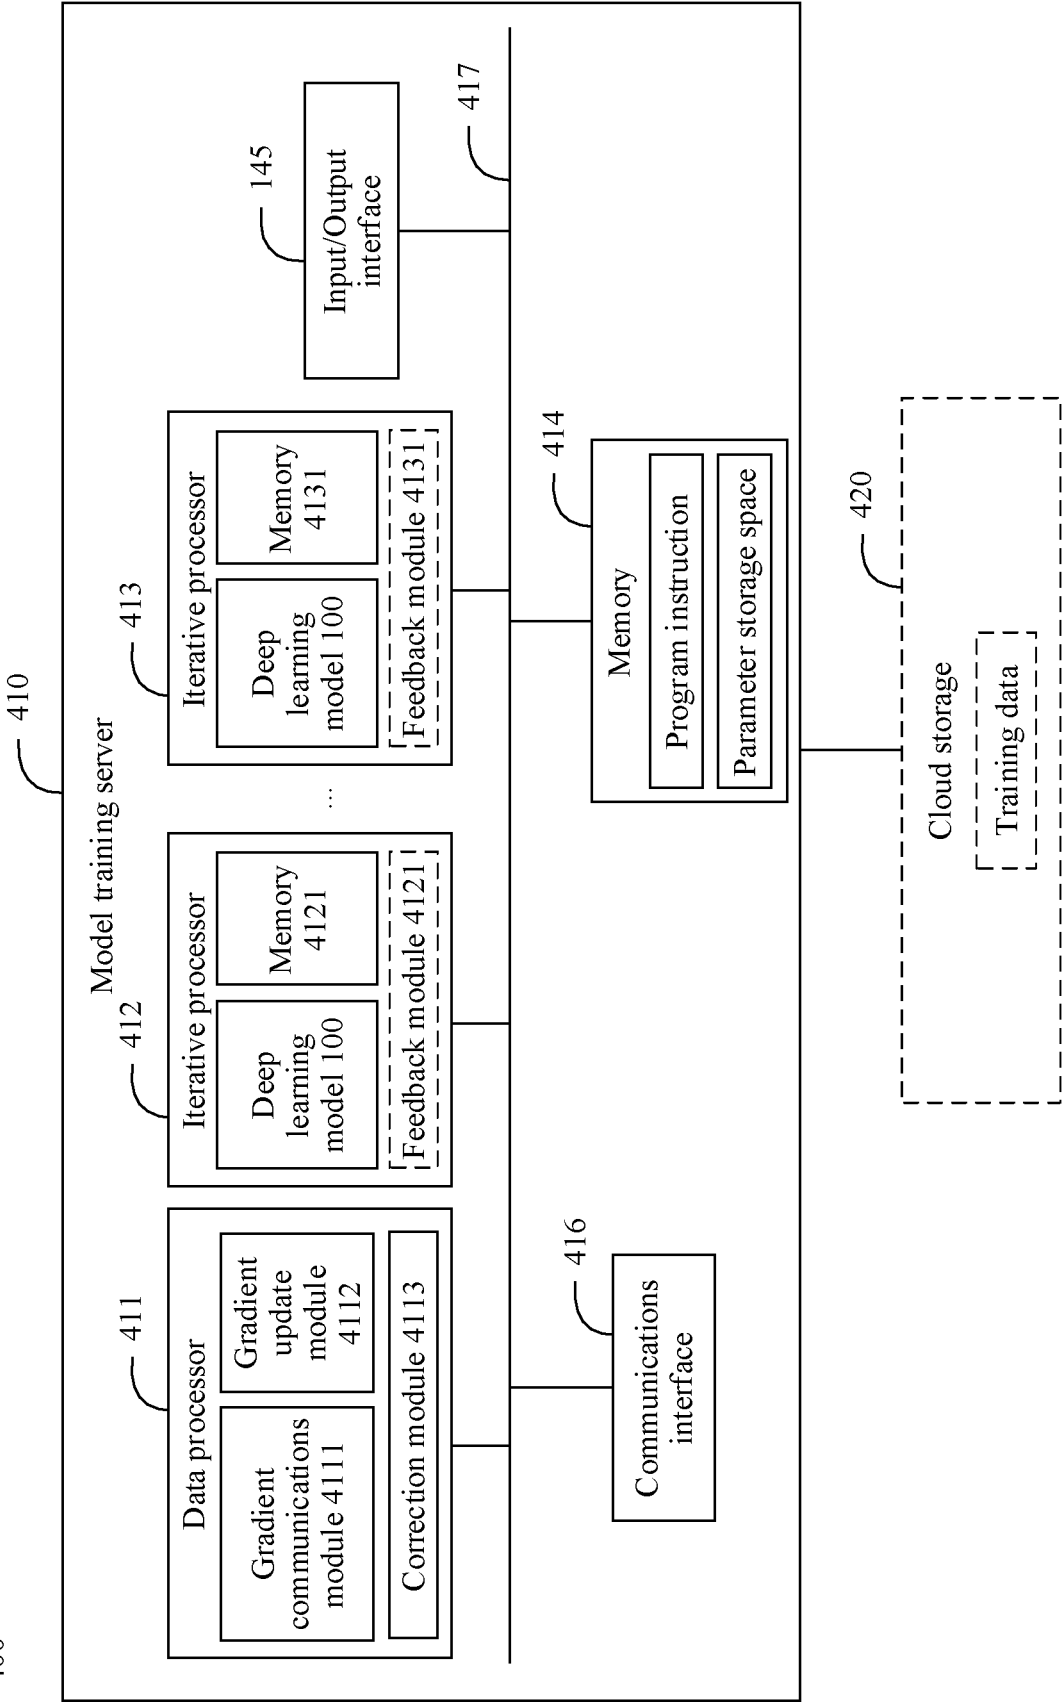 410
Model training server
411
Data processor
Gradient
communications
module 4111
Gradient
update
module
4112
Correction module 4113
412
Iterative processor
Deep
learning
model 100
Memory
4121
Feedback module 4121
...
413
Iterative processor
Deep
learning
model 100
Memory
4131
Feedback module 4131
145
Input/Output
interface
417
416
Communications
interface
414
Memory
Program instruction
Parameter storage space
420
Cloud storage
Training data